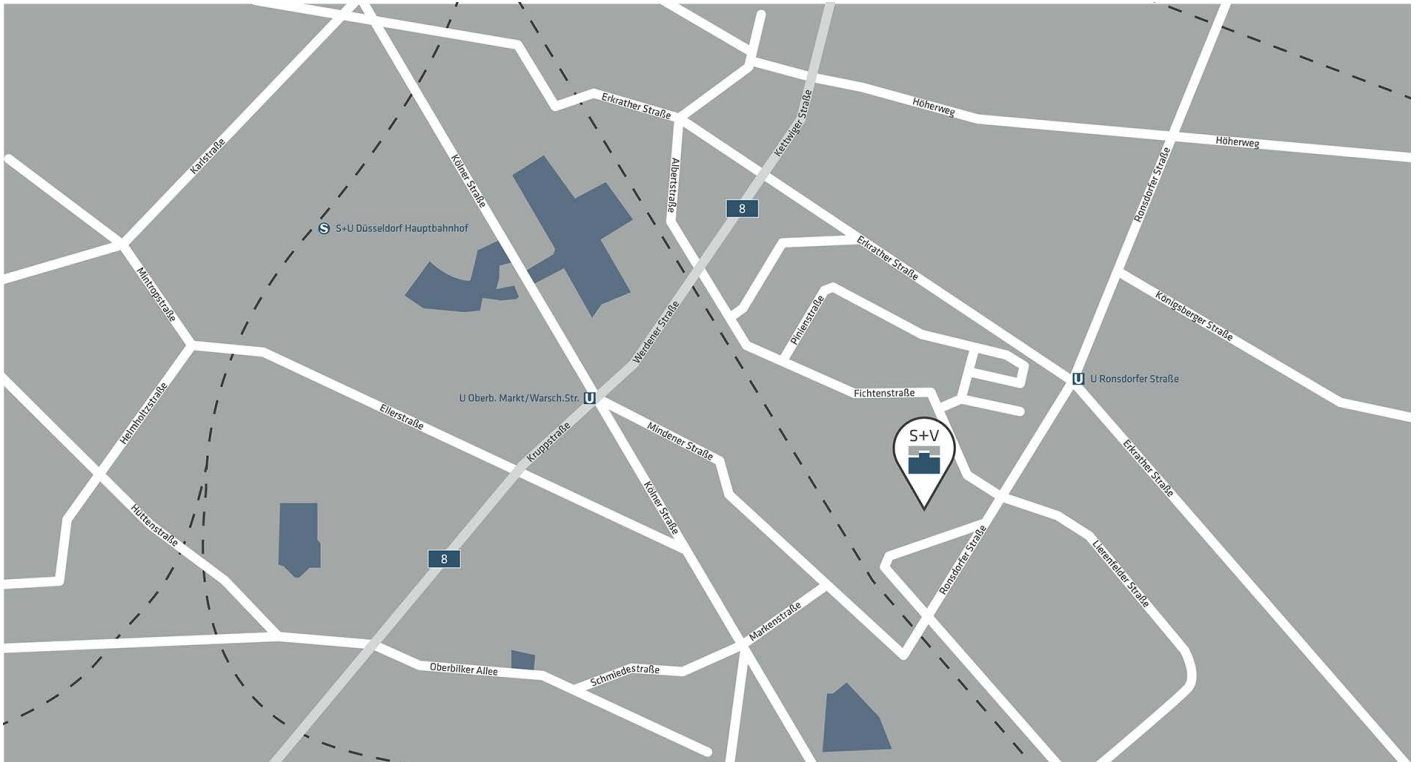 Erkrather Straße
Höherweg
Höherweg
Kettwiger Straße
Karlstraße
Kölner Straße
Albertstraße
Ronsdorfer Straße
8
S+U Düsseldorf Hauptbahnhof
S
Erkrather Straße
Mintropstraße
Königsberger Straße
Pinienstraße
Werdener Straße
U Ronsdorfer Straße
U
Fichtenstraße
U Oberb. Markt/Warsch.Str.
U
Helmholtzstraße
Ellerstraße
Kruppstraße
Mindener Straße
S+V
Erkrather Straße
Kölner Straße
Hüttenstraße
8
Ronsdorfer Straße
Lierenfelder Straße
Markenstraße
Oberbilker Allee
Schmiedestraße